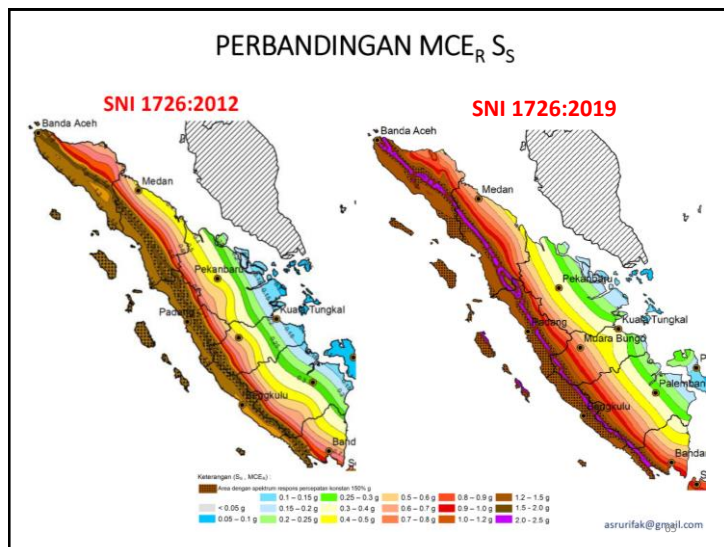 PERBANDINGAN MCER SS
SNI 1726:2012
SNI 1726:2019
Banda Aceh
Medan
Pekanbaru
Kuala Tungkal
Padang
Bengkulu
Band
Banda Aceh
Medan
Pekanbaru
Kuala Tungkal
Padang
Muara Bungo
Palemban
Bengkulu
Bandar
Keterangan (SS, MCER) :
Area dengan spektrum respons percepatan konstan 150% g
< 0.05 g
0.05 – 0.1 g
0.1 – 0.15 g
0.15 – 0.2 g
0.2 – 0.25 g
0.25 – 0.3 g
0.3 – 0.4 g
0.4 – 0.5 g
0.5 – 0.6 g
0.6 – 0.7 g
0.7 – 0.8 g
0.8 – 0.9 g
0.9 – 1.0 g
1.0 – 1.2 g
1.2 – 1.5 g
1.5 – 2.0 g
2.0 - 2.5 g
asrurifak@gmail.com